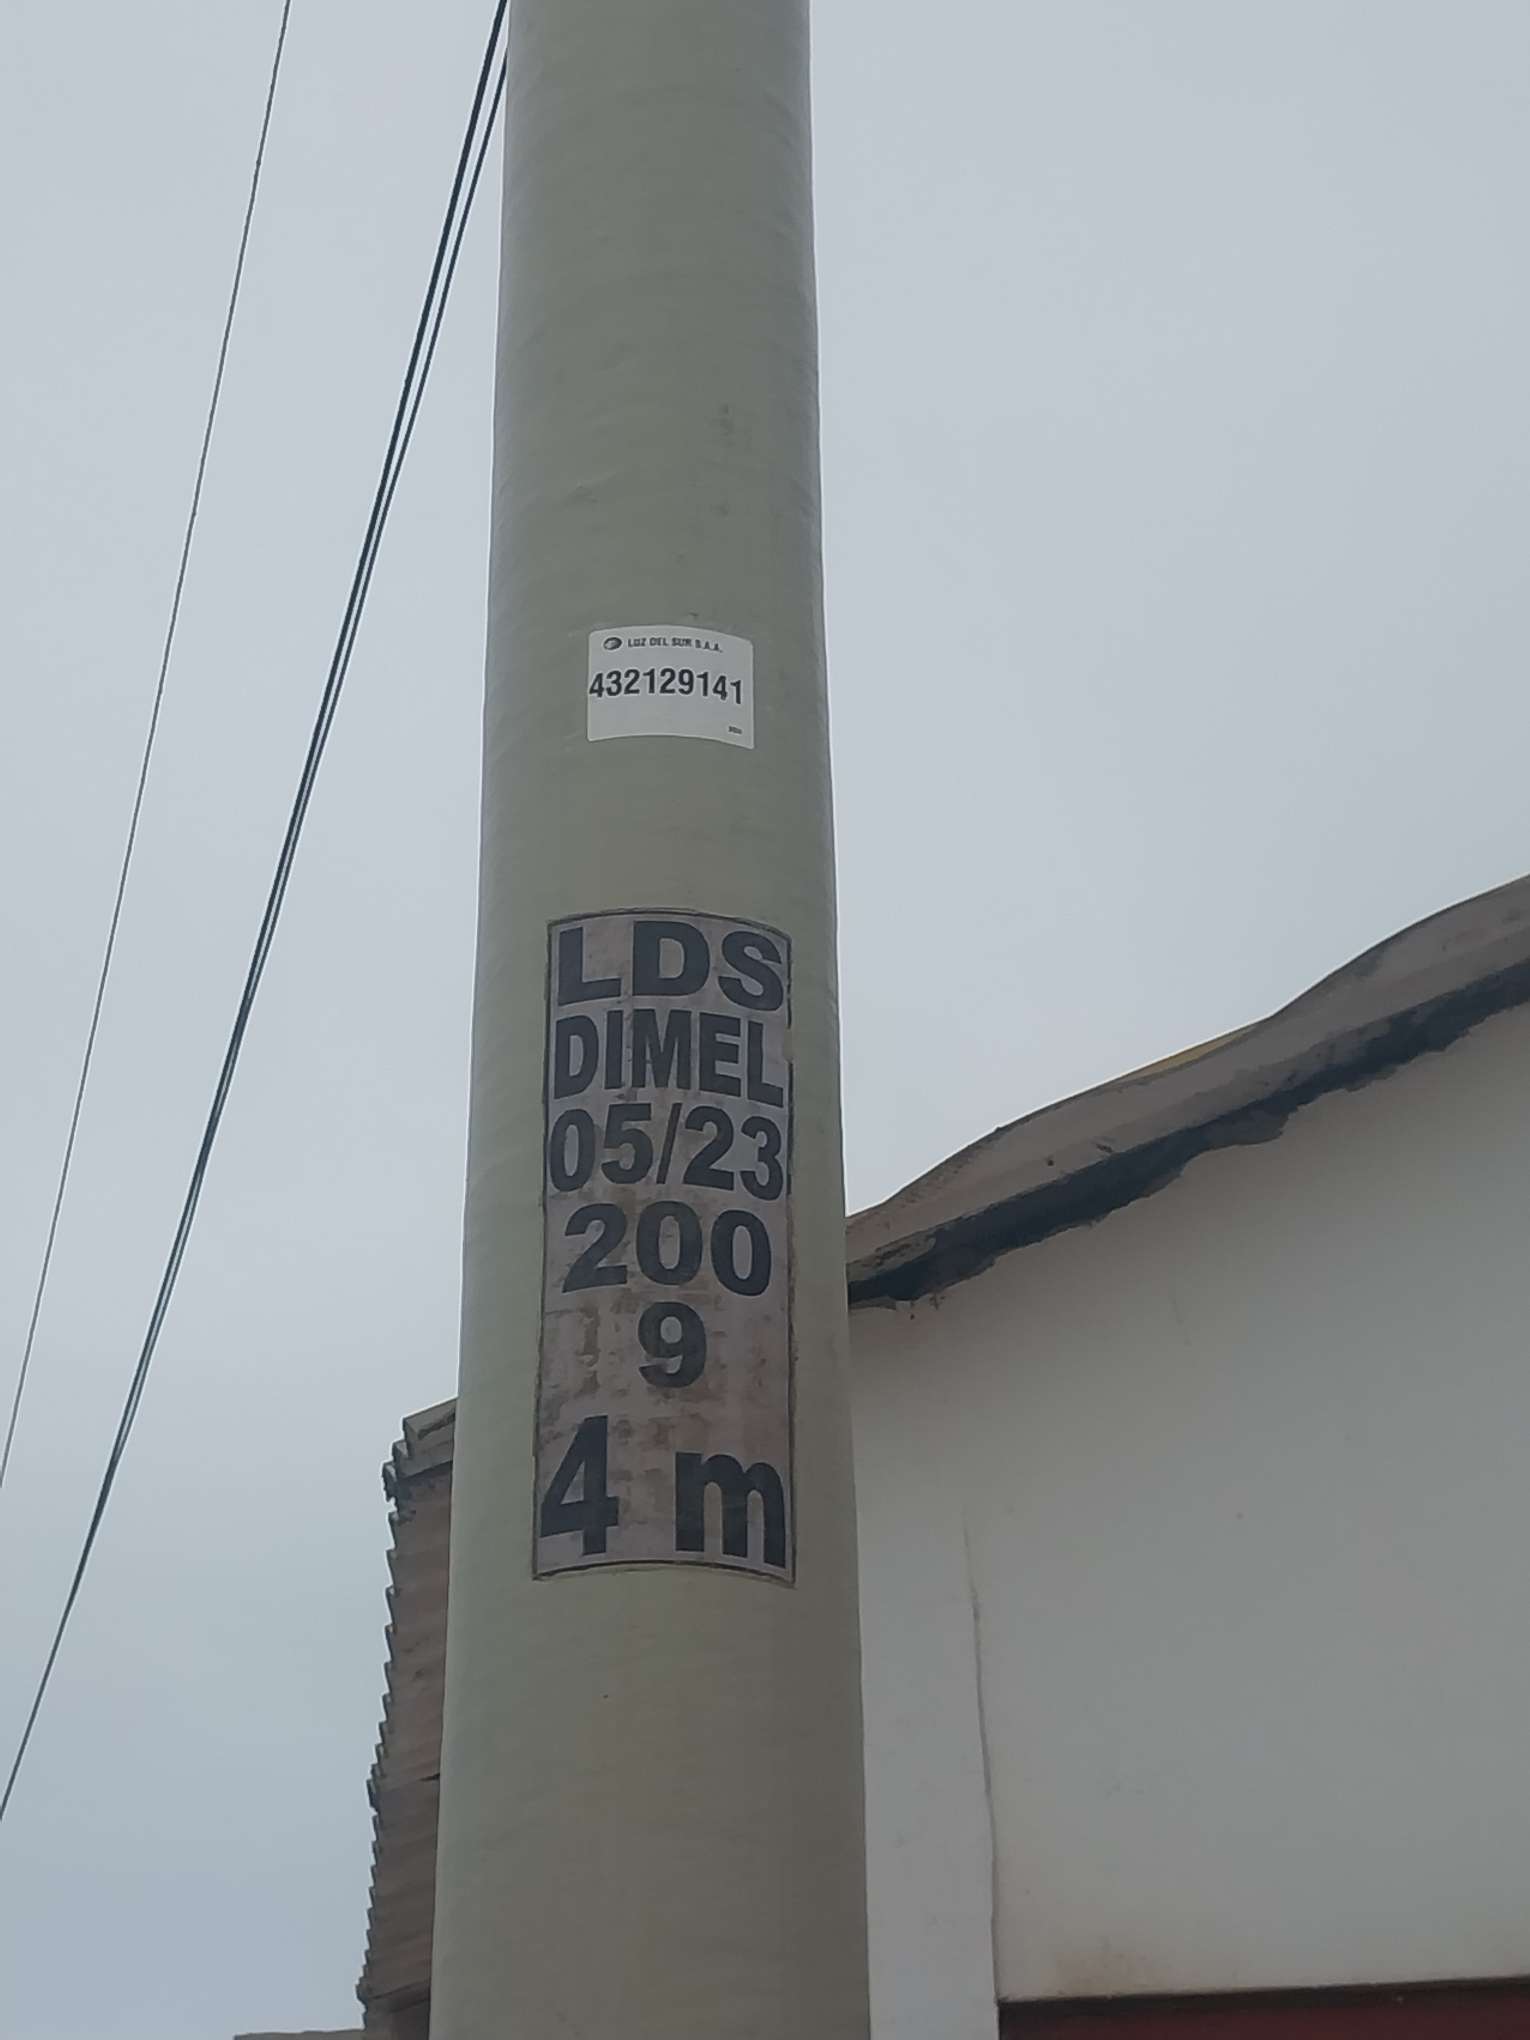 LUZ DEL SUR S.A.A.
432129141
LDS
DIMEL
05/23
200
9
4 m